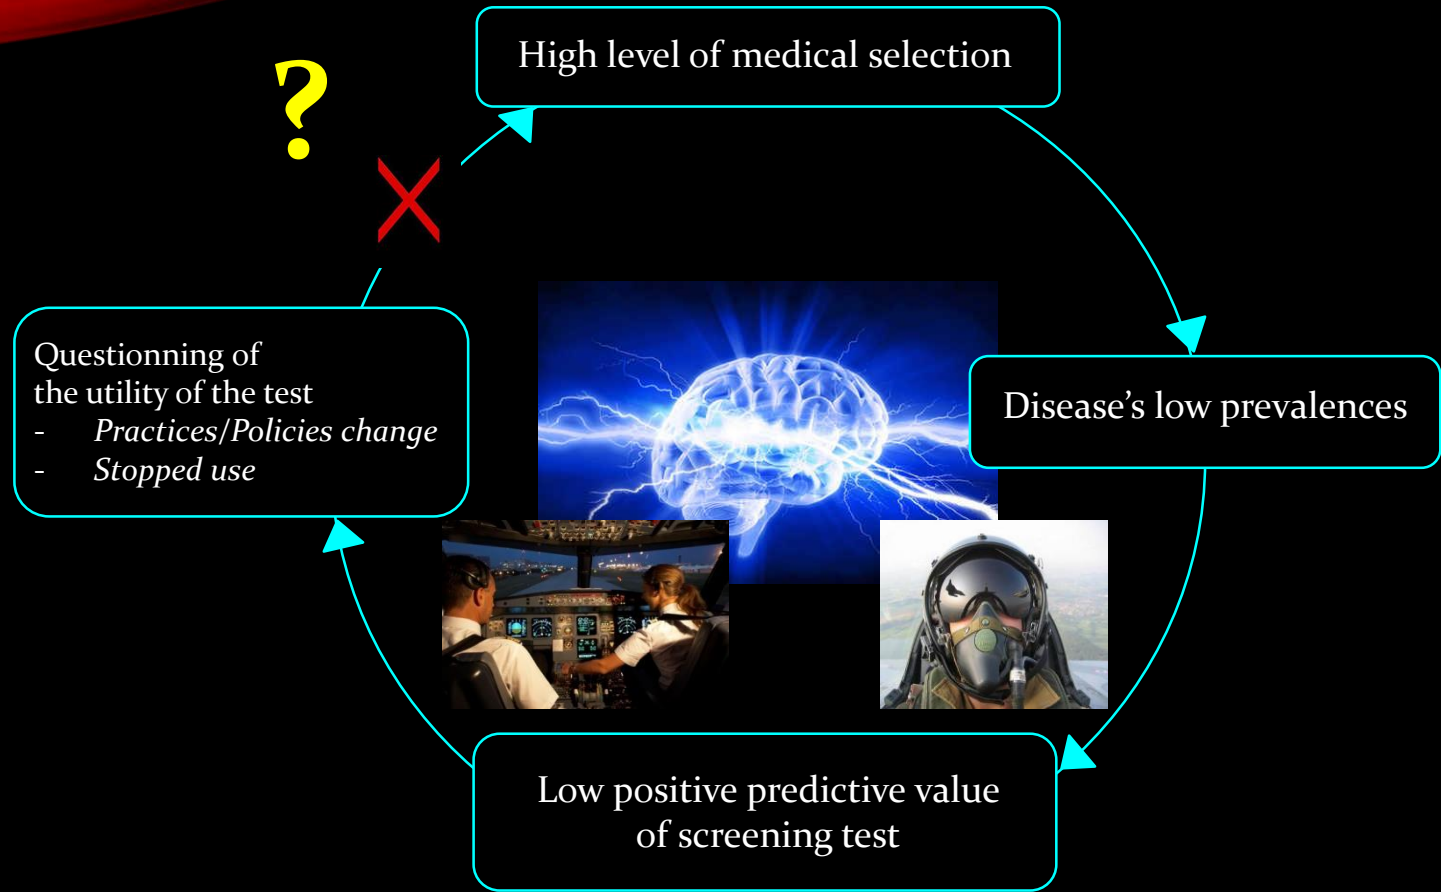 ?
High level of medical selection
Disease's low prevalences
Low positive predictive value
of screening test
Questionning of
the utility of the test
- Practices/Policies change
- Stopped use